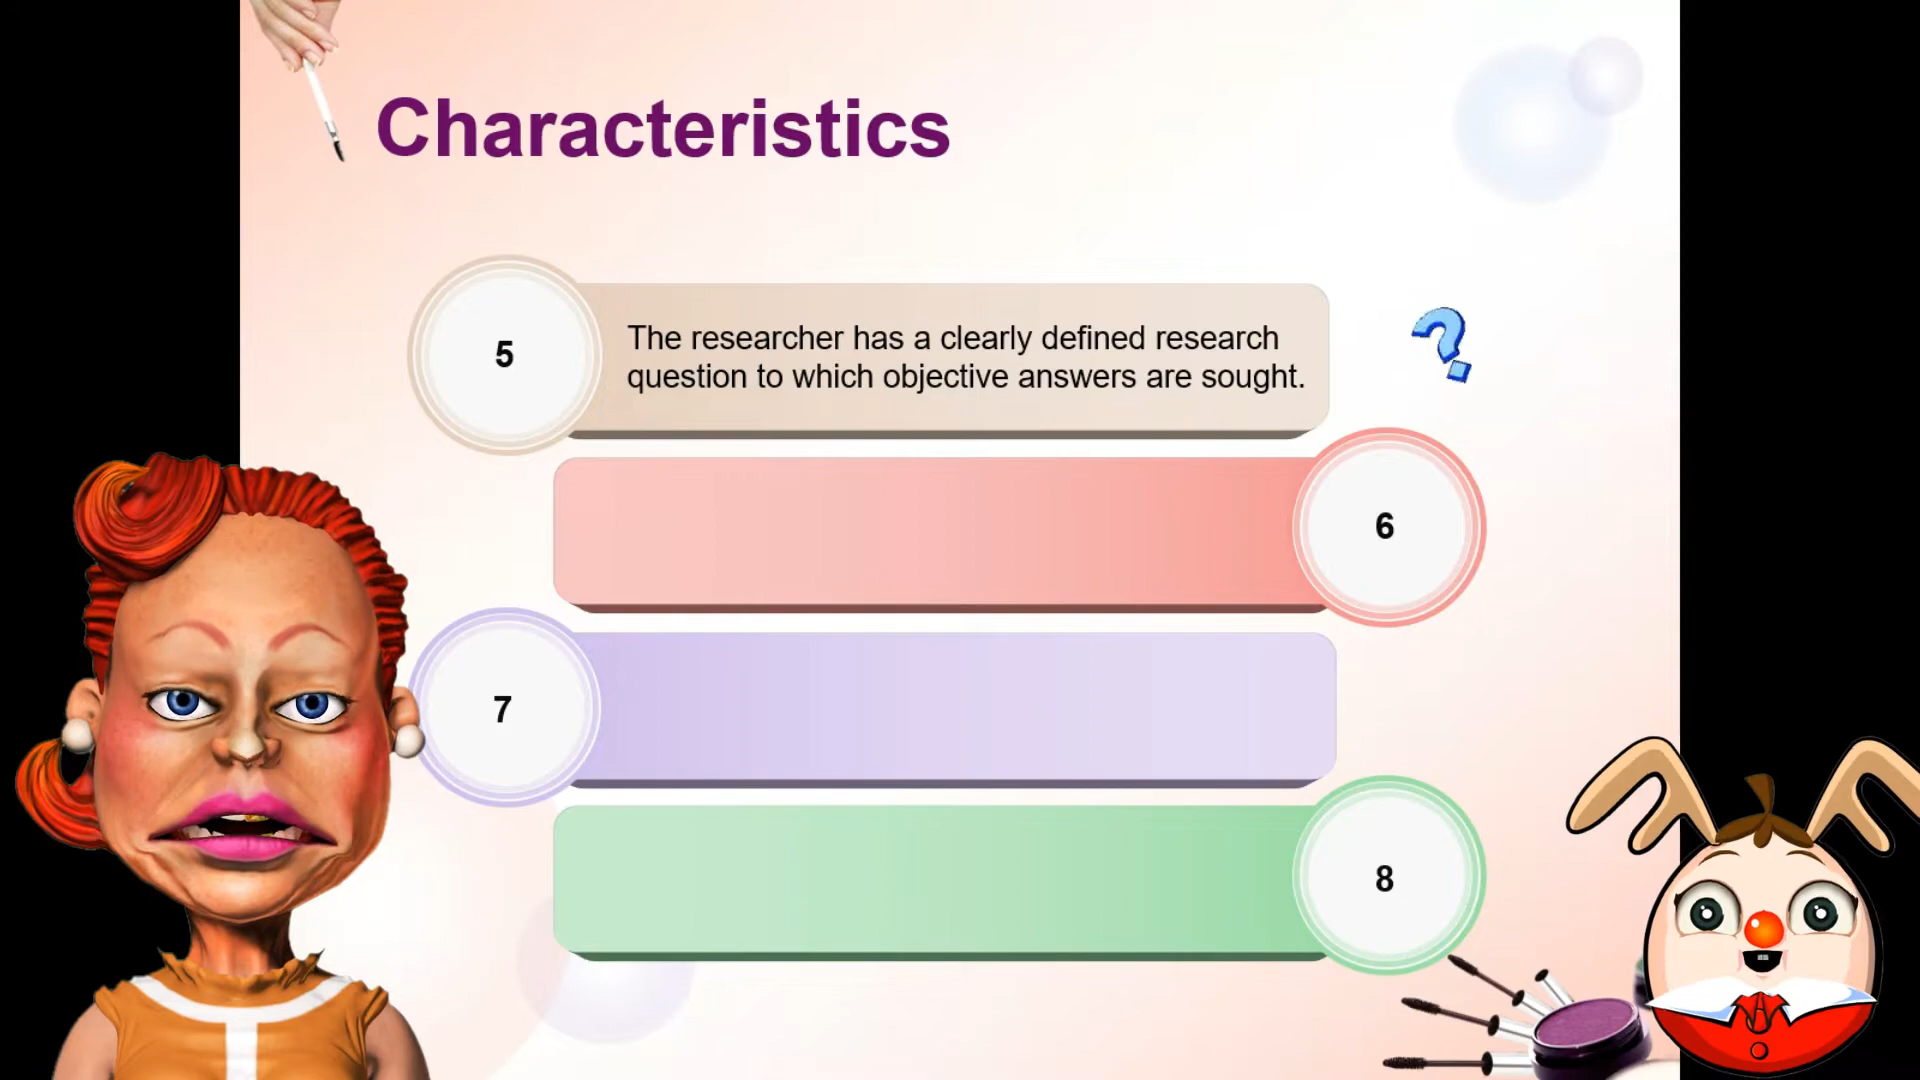 Characteristics
5
The researcher has a clearly defined research
question to which objective answers are sought.
6
7
8